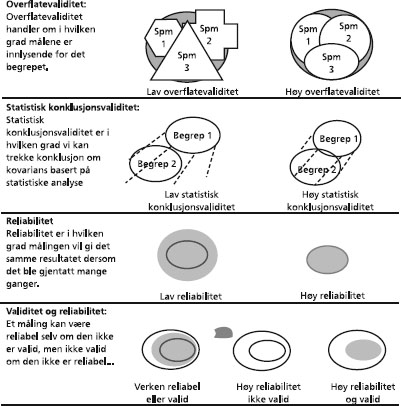 Overflatevaliditet:
Overflatevaliditet
handler om i hvilken
grad målene er
innlysende for det
begrepet.
Spm
1
Spm
2
Spm
3
Lav overflatevaliditet
Spm
1
Spm
2
Spm
3
Høy overflatevaliditet
Statistisk konklusjonsvaliditet:
Statistisk
konklusjonsvaliditet er i
hvilken grad vi kan
trekke konklusjon om
kovarians basert på
statistiske analyse
Begrep 1
Begrep 2
Lav statistisk
konklusjonsvaliditet
Begrep 1
Begrep 2
Høy statistisk
konklusjonsvaliditet
Reliabilitet
Reliabilitet er i hvilken
grad målingen vil gi det
samme resultatet dersom
det ble gjentatt mange
ganger.
Lav reliabilitet
Høy reliabilitet
Validitet og reliabilitet:
Et måling kan være
reliabel selv om den ikke
er valid, men ikke valid
om den ikke er reliabel...
Verken reliabel
eller valid
Høy reliabilitet
ikke valid
Høy reliabilitet
og valid